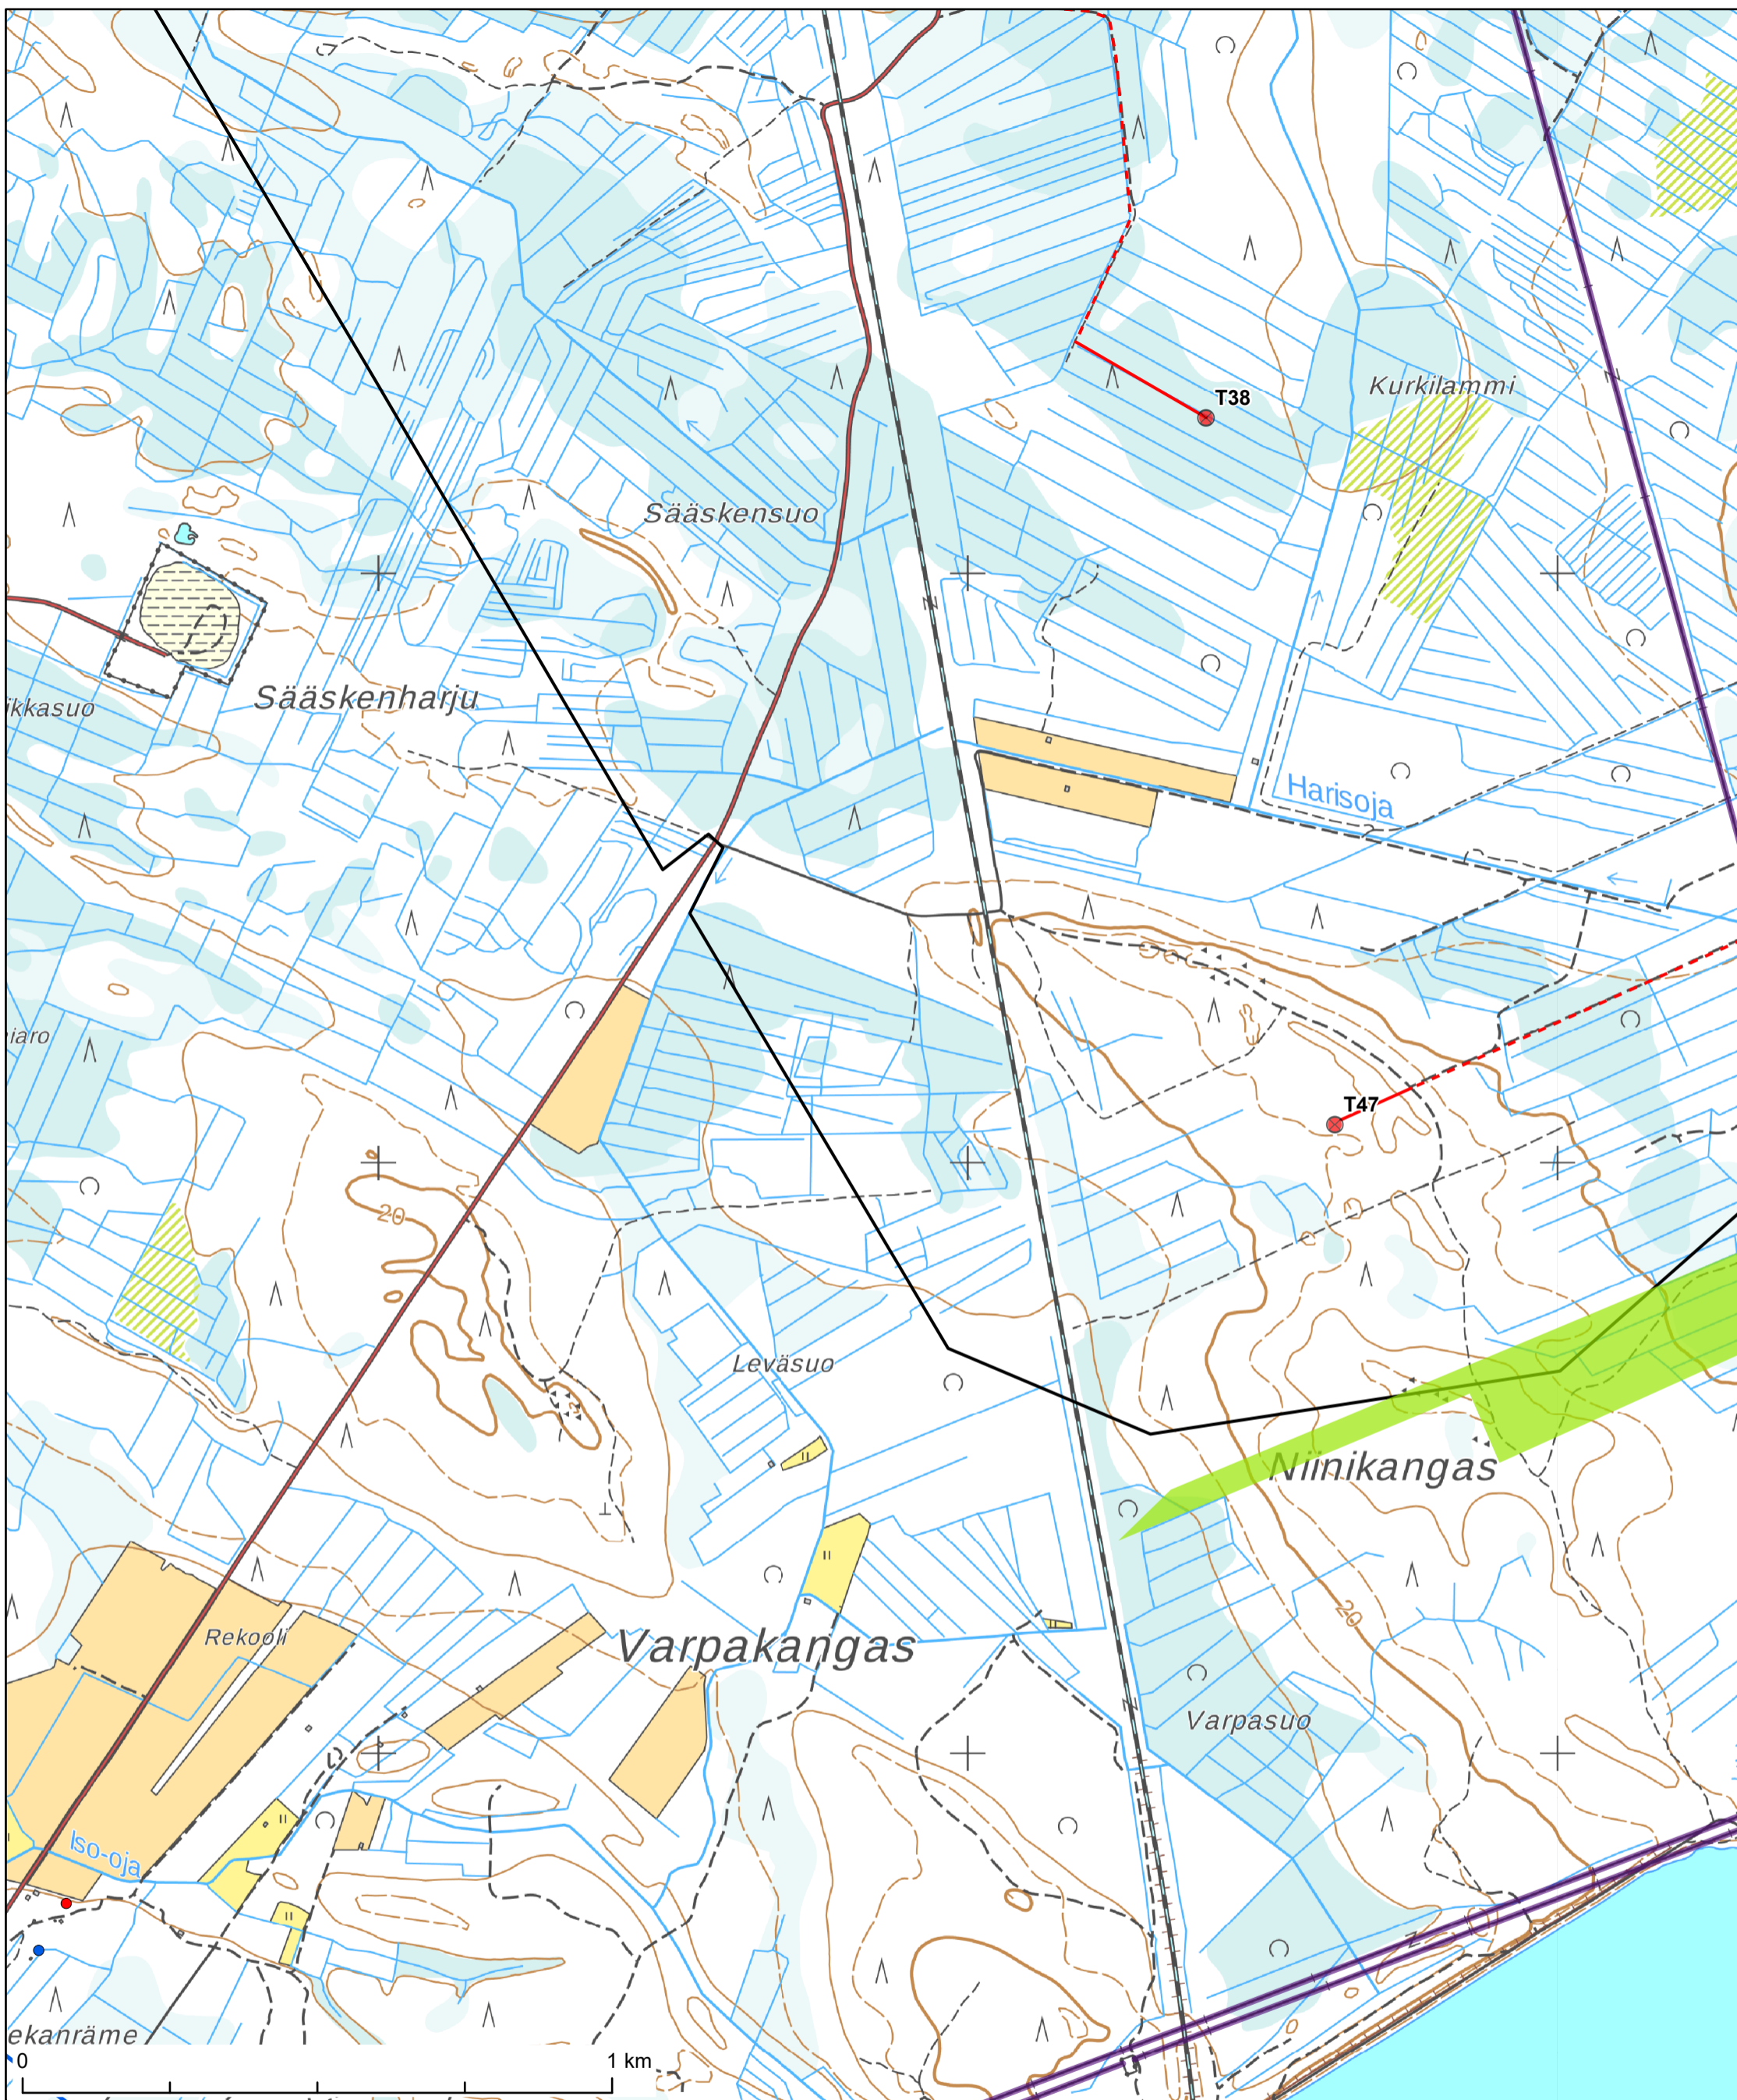 Kurkilammi
T38
Sääskensuo
Sääskenharju
ikkasuo
Harisoja
iaro
T47
20
Leväsuo
Niinikangas
20
Rekooli
Varpakangas
Varpasuo
Iso-oja
ekanräme
0
1 km